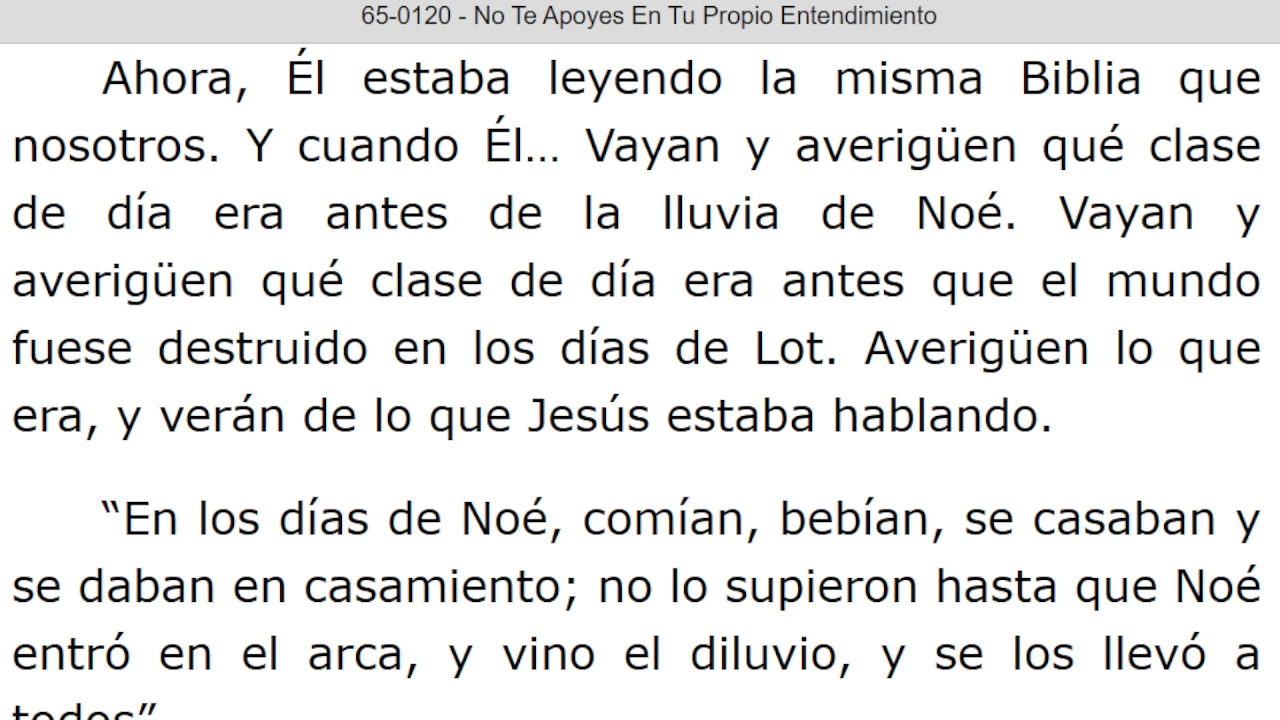 65-0120 - No Te Apoyes En Tu Propio Entendimiento
Ahora, Él estaba leyendo la misma Biblia que
nosotros. Y cuando Él... Vayan y averigüen qué clase
de día era antes de la lluvia de Noé. Vayan y
averigüen qué clase de día era antes que el mundo
fuese destruido en los días de Lot. Averigüen lo que
era, y verán de lo que Jesús estaba hablando.
“En los días de Noé, comían, bebían, se casaban y
se daban en casamiento; no lo supieron hasta que Noé
entró en el arca, y vino el diluvio, y se los llevó a
todos”